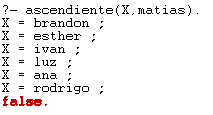 ?- ascendiente(X,matias).
X = brandon ;
X = esther ;
X = ivan ;
X = luz ;
X = ana ;
X = rodrigo ;
false.